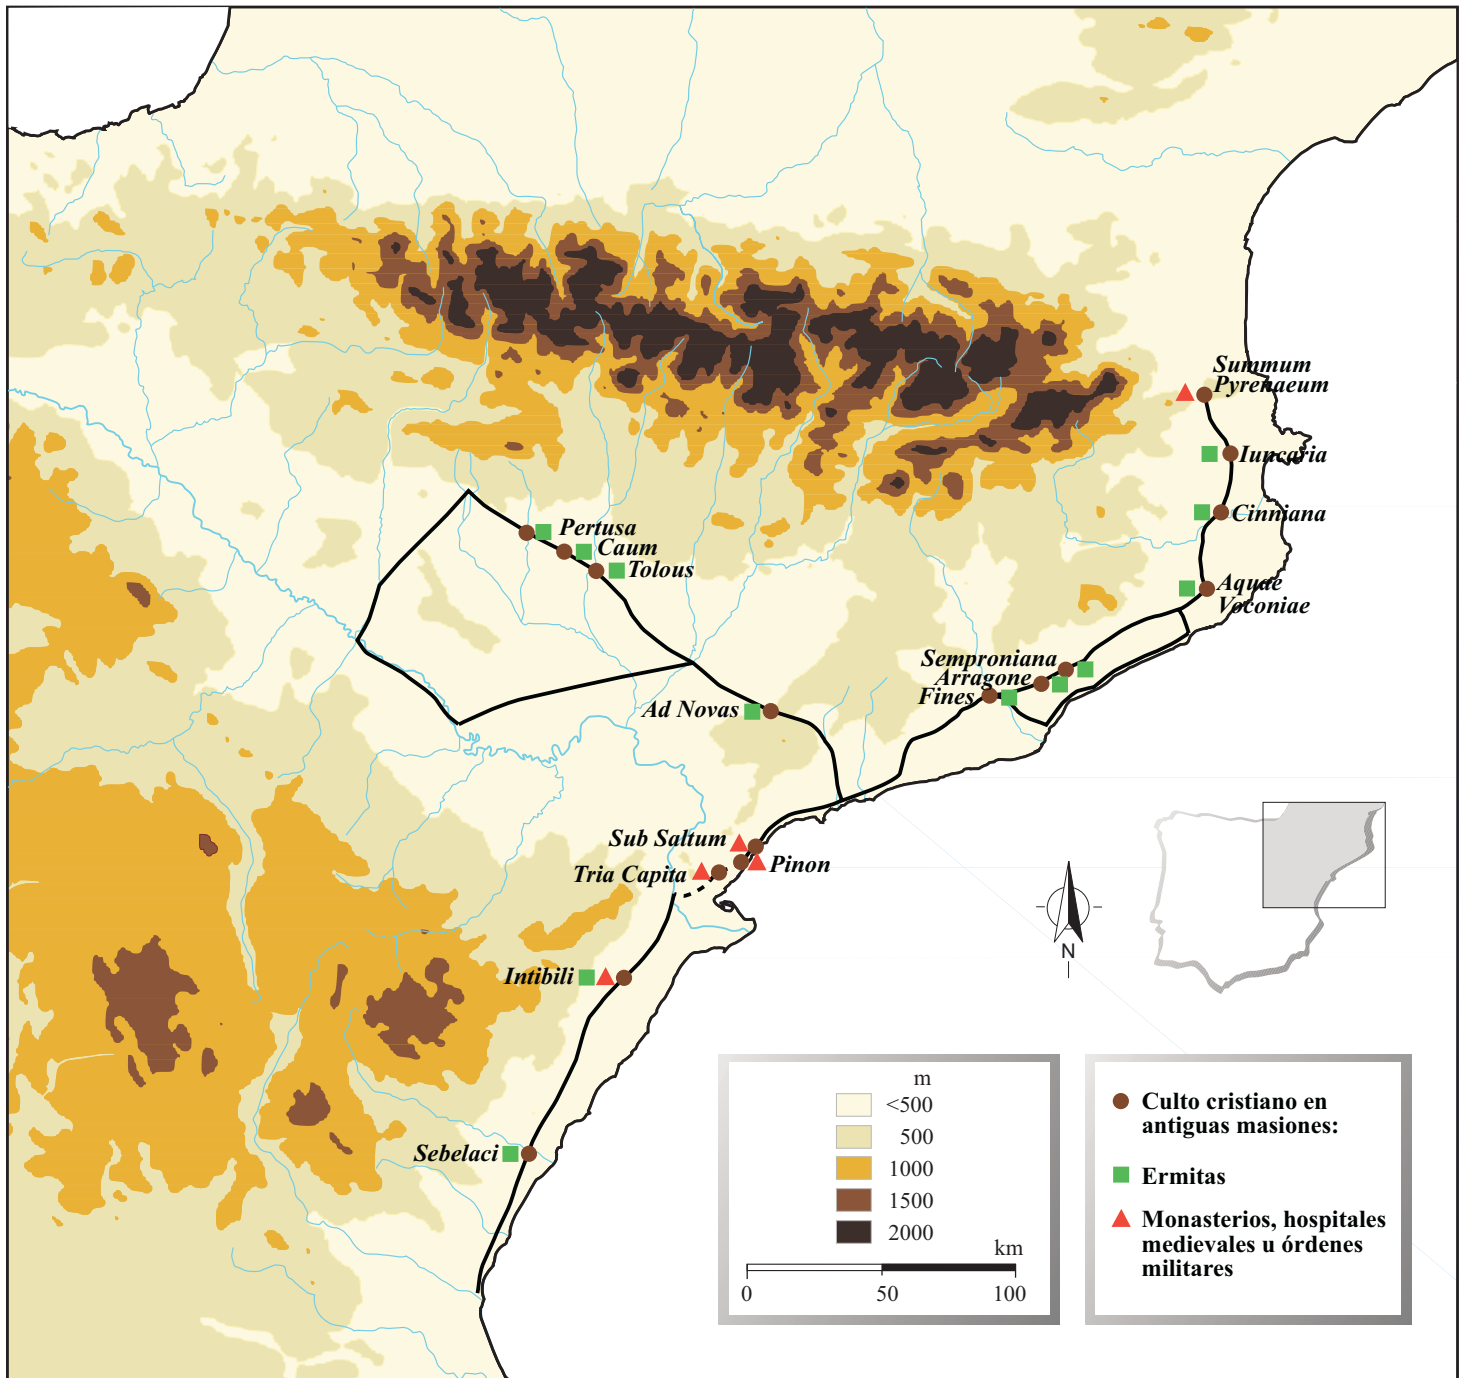 Summum
Pyrenaeum
Iuncaria
Cinniana
Aquae
Voconiae
Pertusa
Caum
Tolous
Semproniana
Arragone
Fines
Ad Novas
Sub Saltum
Pinon
Tria Capita
Intibili
Sebelaci
N
m
<500
500
1000
1500
2000
km
0 50 100
Culto cristiano en
antiguas masiones:
Ermitas
Monasterios, hospitales
medievales u órdenes
militares